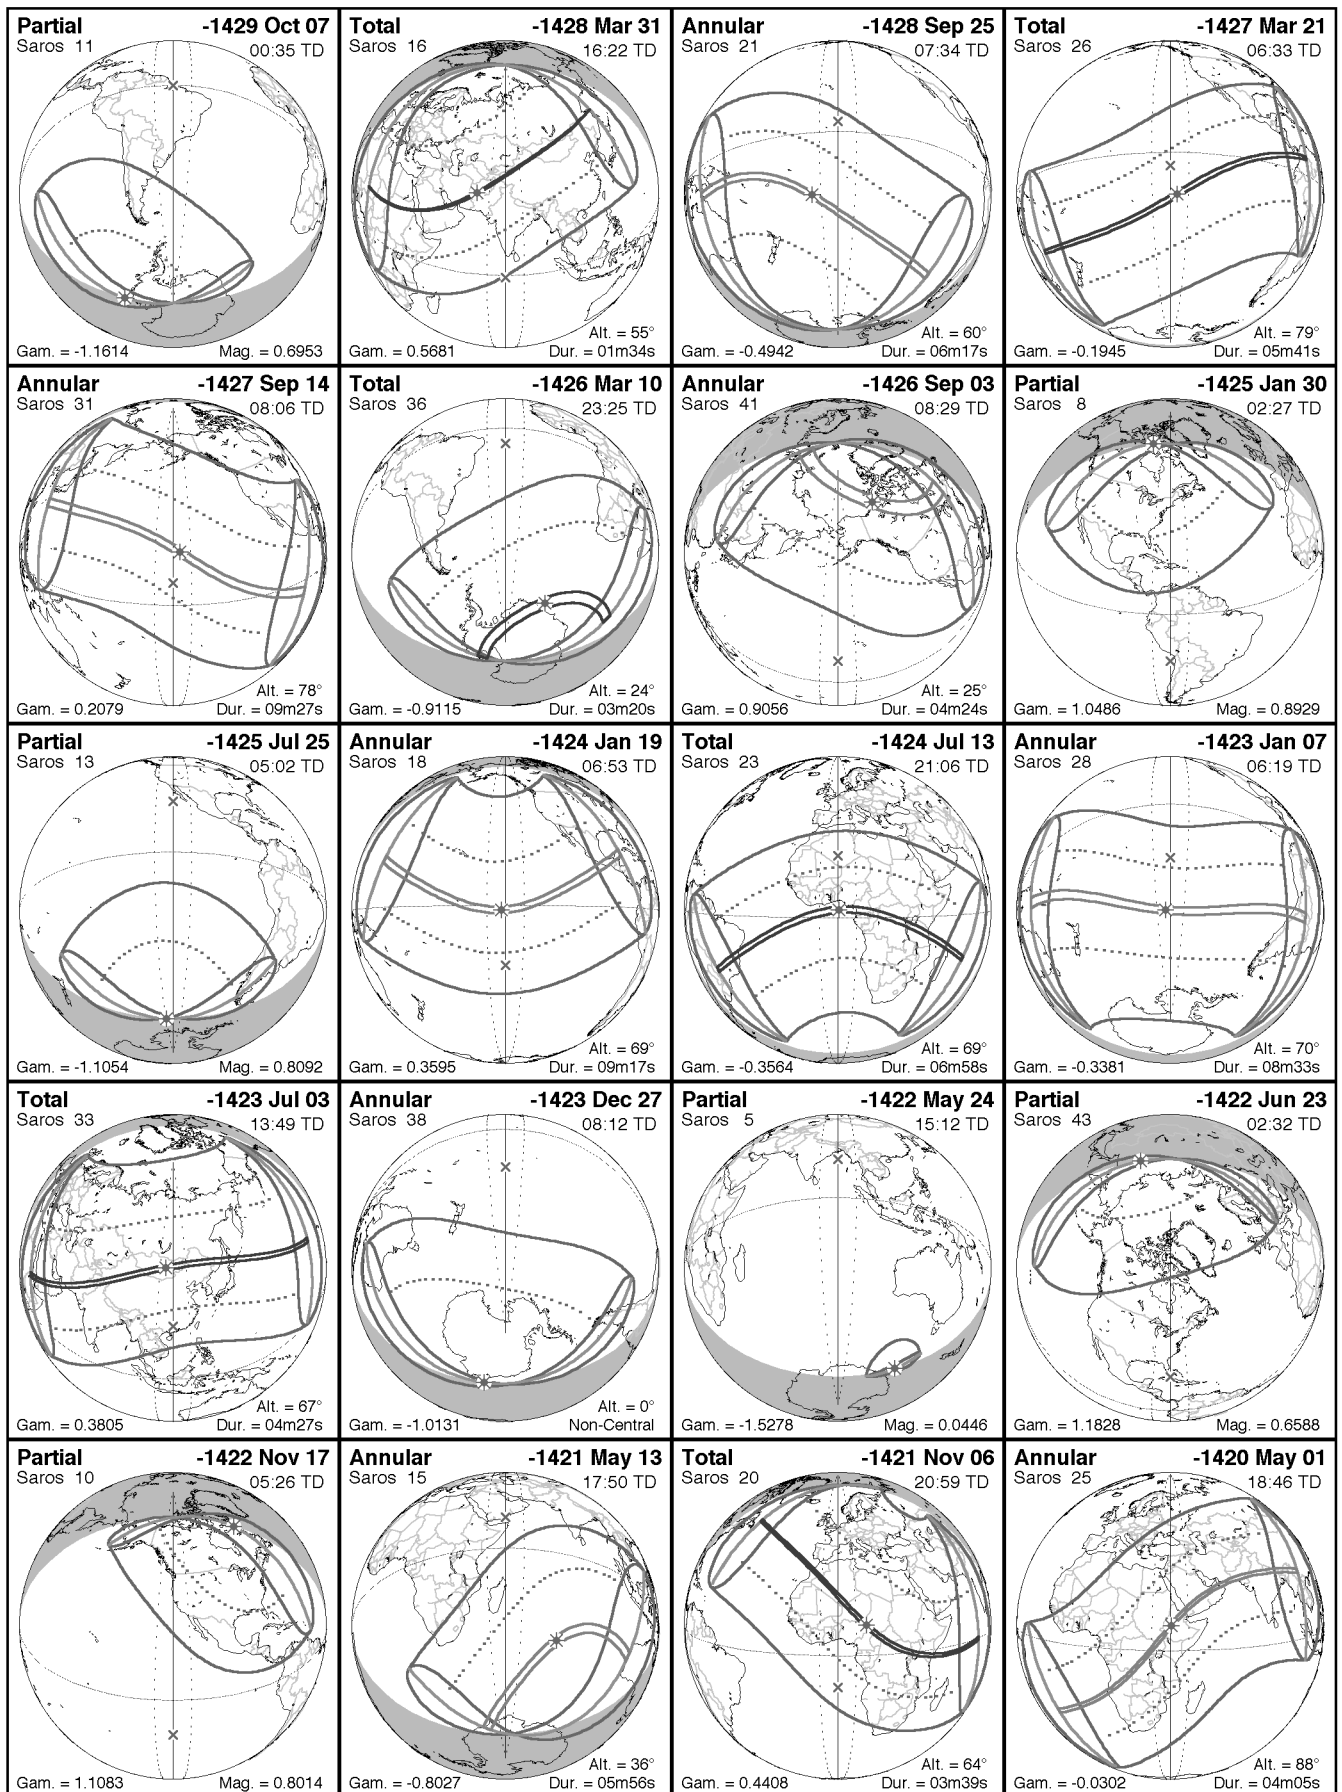 Partial -1429 Oct 07
Saros 11 00:35 TD
Gam. = -1.1614 Mag. = 0.6953
Total -1428 Mar 31
Saros 16 16:22 TD
Alt. = 55°
Gam. = 0.5681 Dur. = 01m34s
Annular -1428 Sep 25
Saros 21 07:34 TD
Alt. = 60°
Gam. = -0.4942 Dur. = 06m17s
Total -1427 Mar 21
Saros 26 06:33 TD
Alt. = 79°
Gam. = -0.1945 Dur. = 05m41s
Annular -1427 Sep 14
Saros 31 08:06 TD
Alt. = 78°
Gam. = 0.2079 Dur. = 09m27s
Total -1426 Mar 10
Saros 36 23:25 TD
Alt. = 24°
Gam. = -0.9115 Dur. = 03m20s
Annular -1426 Sep 03
Saros 41 08:29 TD
Alt. = 25°
Gam. = 0.9056 Dur. = 04m24s
Partial -1425 Jan 30
Saros 8 02:27 TD
Gam. = 1.0486 Mag. = 0.8929
Partial -1425 Jul 25
Saros 13 05:02 TD
Gam. = -1.1054 Mag. = 0.8092
Annular -1424 Jan 19
Saros 18 06:53 TD
Alt. = 69°
Gam. = 0.3595 Dur. = 09m17s
Total -1424 Jul 13
Saros 23 21:06 TD
Alt. = 69°
Gam. = -0.3564 Dur. = 06m58s
Annular -1423 Jan 07
Saros 28 06:19 TD
Alt. = 70°
Gam. = -0.3381 Dur. = 08m33s
Total -1423 Jul 03
Saros 33 13:49 TD
Alt. = 67°
Gam. = 0.3805 Dur. = 04m27s
Annular -1423 Dec 27
Saros 38 08:12 TD
Alt. = 0°
Gam. = -1.0131 Non-Central
Partial -1422 May 24
Saros 5 15:12 TD
Gam. = -1.5278 Mag. = 0.0446
Partial -1422 Jun 23
Saros 43 02:32 TD
Gam. = 1.1828 Mag. = 0.6588
Partial -1422 Nov 17
Saros 10 05:26 TD
Gam. = 1.1083 Mag. = 0.8014
Annular -1421 May 13
Saros 15 17:50 TD
Alt. = 36°
Gam. = -0.8027 Dur. = 05m56s
Total -1421 Nov 06
Saros 20 20:59 TD
Alt. = 64°
Gam. = 0.4408 Dur. = 03m39s
Annular -1420 May 01
Saros 25 18:46 TD
Alt. = 88°
Gam. = -0.0302 Dur. = 04m05s